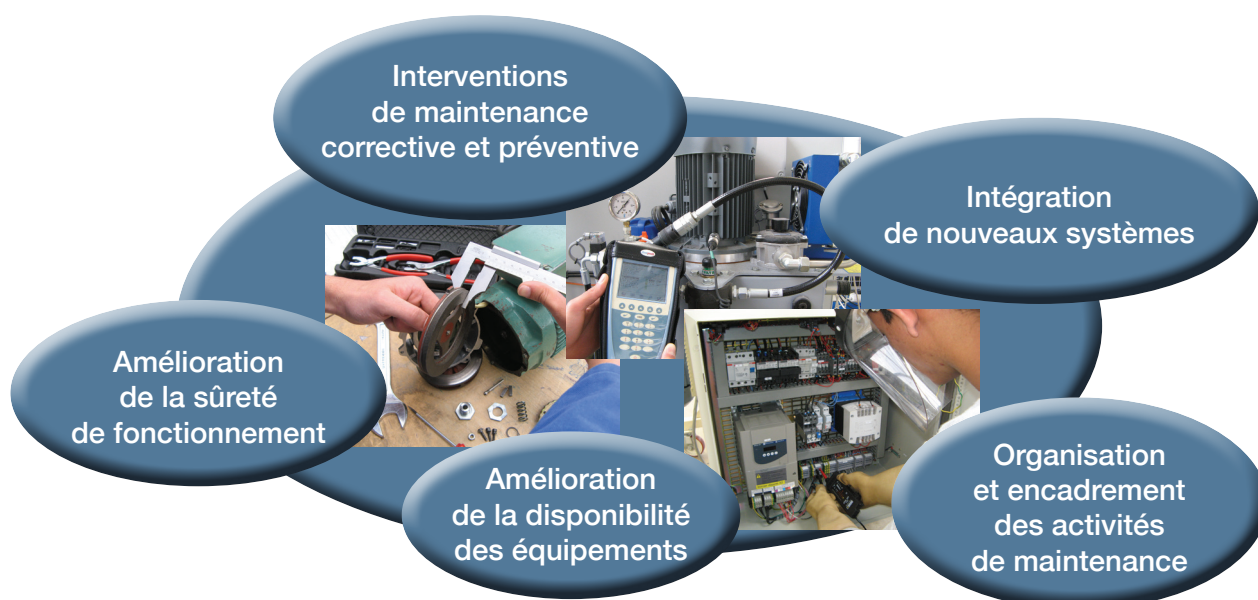 Interventions
de maintenance
corrective et préventive
Intégration
de nouveaux systèmes
Amélioration
de la sûreté
de fonctionnement
Amélioration
de la disponibilité
des équipements
Organisation
et encadrement
des activités
de maintenance